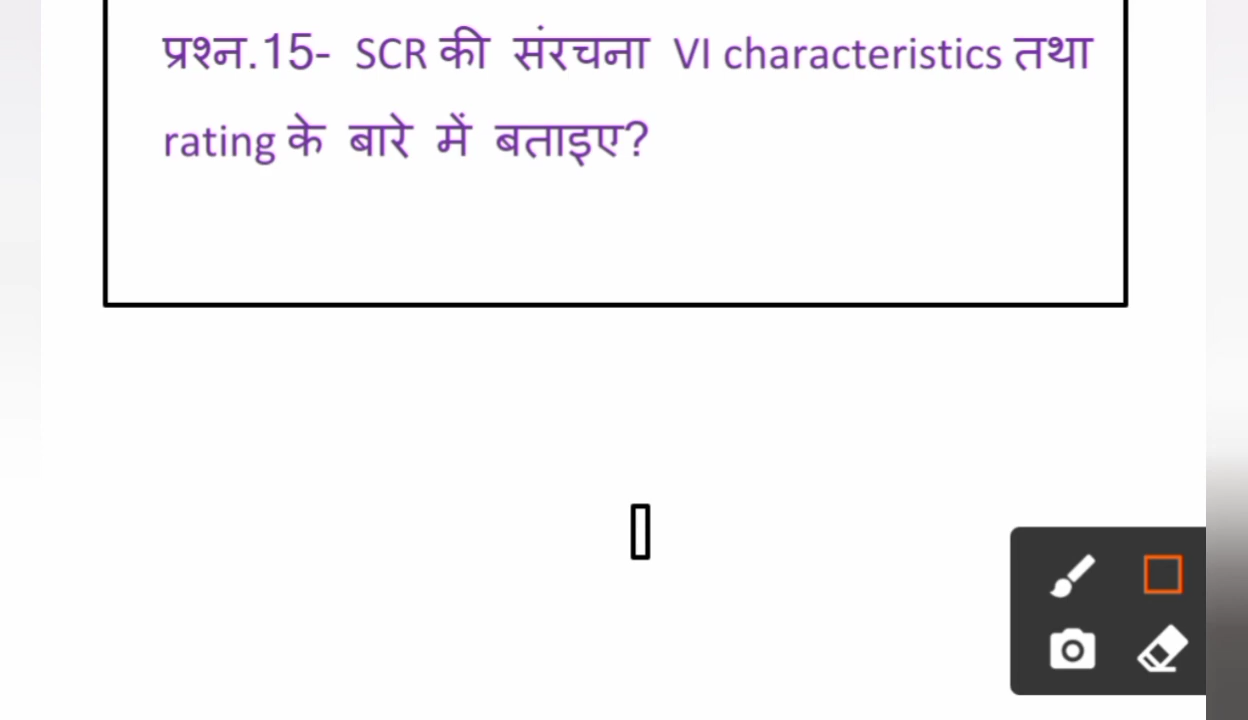 प्रश्न.15- SCR की संरचना VI characteristics तथा
rating के बारे में बताइए?